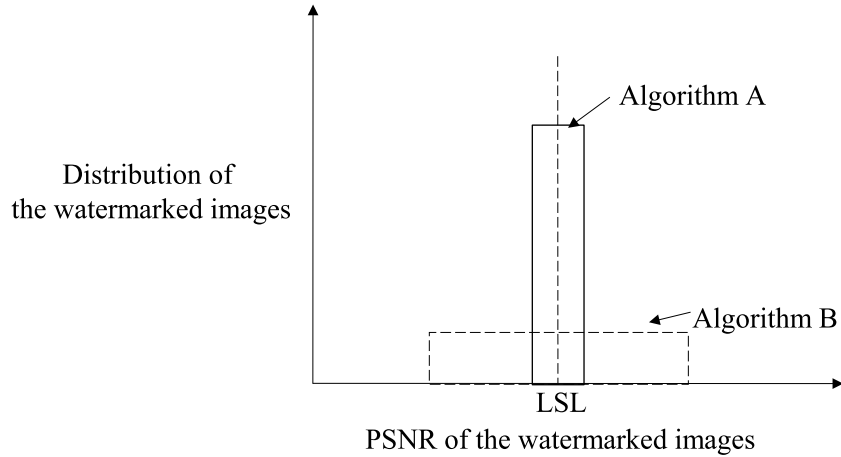 Algorithm A
Distribution of
the watermarked images
Algorithm B
LSL
PSNR of the watermarked images